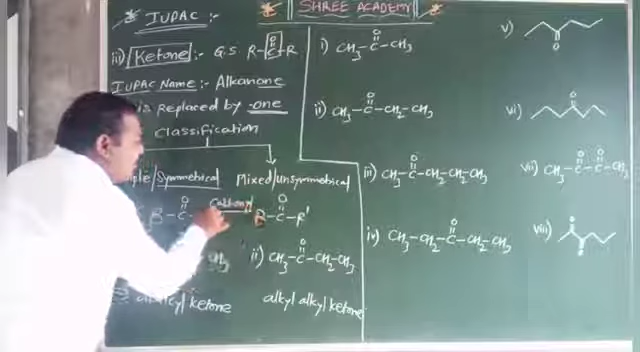 * IUPAC :-
* SHREE ACADEMY *
iii) Ketone :- G.S. R-C-R
O
IUPAC Name :- Alkanone
is replaced by -one
classification
Symmetrical
Mixed/Unsymmetrical
O
R-C-
Carbonyl
O
R-C-R'
CH3
O
ii) CH3-C-CH2-CH3
ketone
alkyl alkyl ketone
O
i) CH3-C-CH3
O
ii) CH3-C-CH2-CH3
O
iii) CH3-C-CH2-CH2-CH3
O
iv) CH3-CH2-C-CH2-CH3
v)
O
vi)
O
vii) CH3-C-C-CH3
O O
viii)
O
O